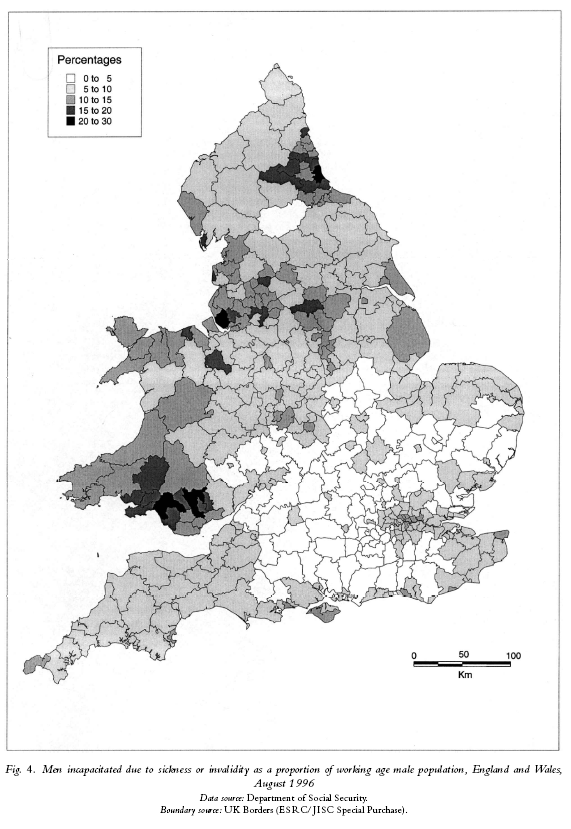 Percentages
0 to 5
5 to 10
10 to 15
15 to 20
20 to 30
0 50 100
Km
Fig. 4. Men incapacitated due to sickness or invalidity as a proportion of working age male population, England and Wales,
August 1996
Data source: Department of Social Security.
Boundary source: UK Borders (ESRC/JISC Special Purchase).